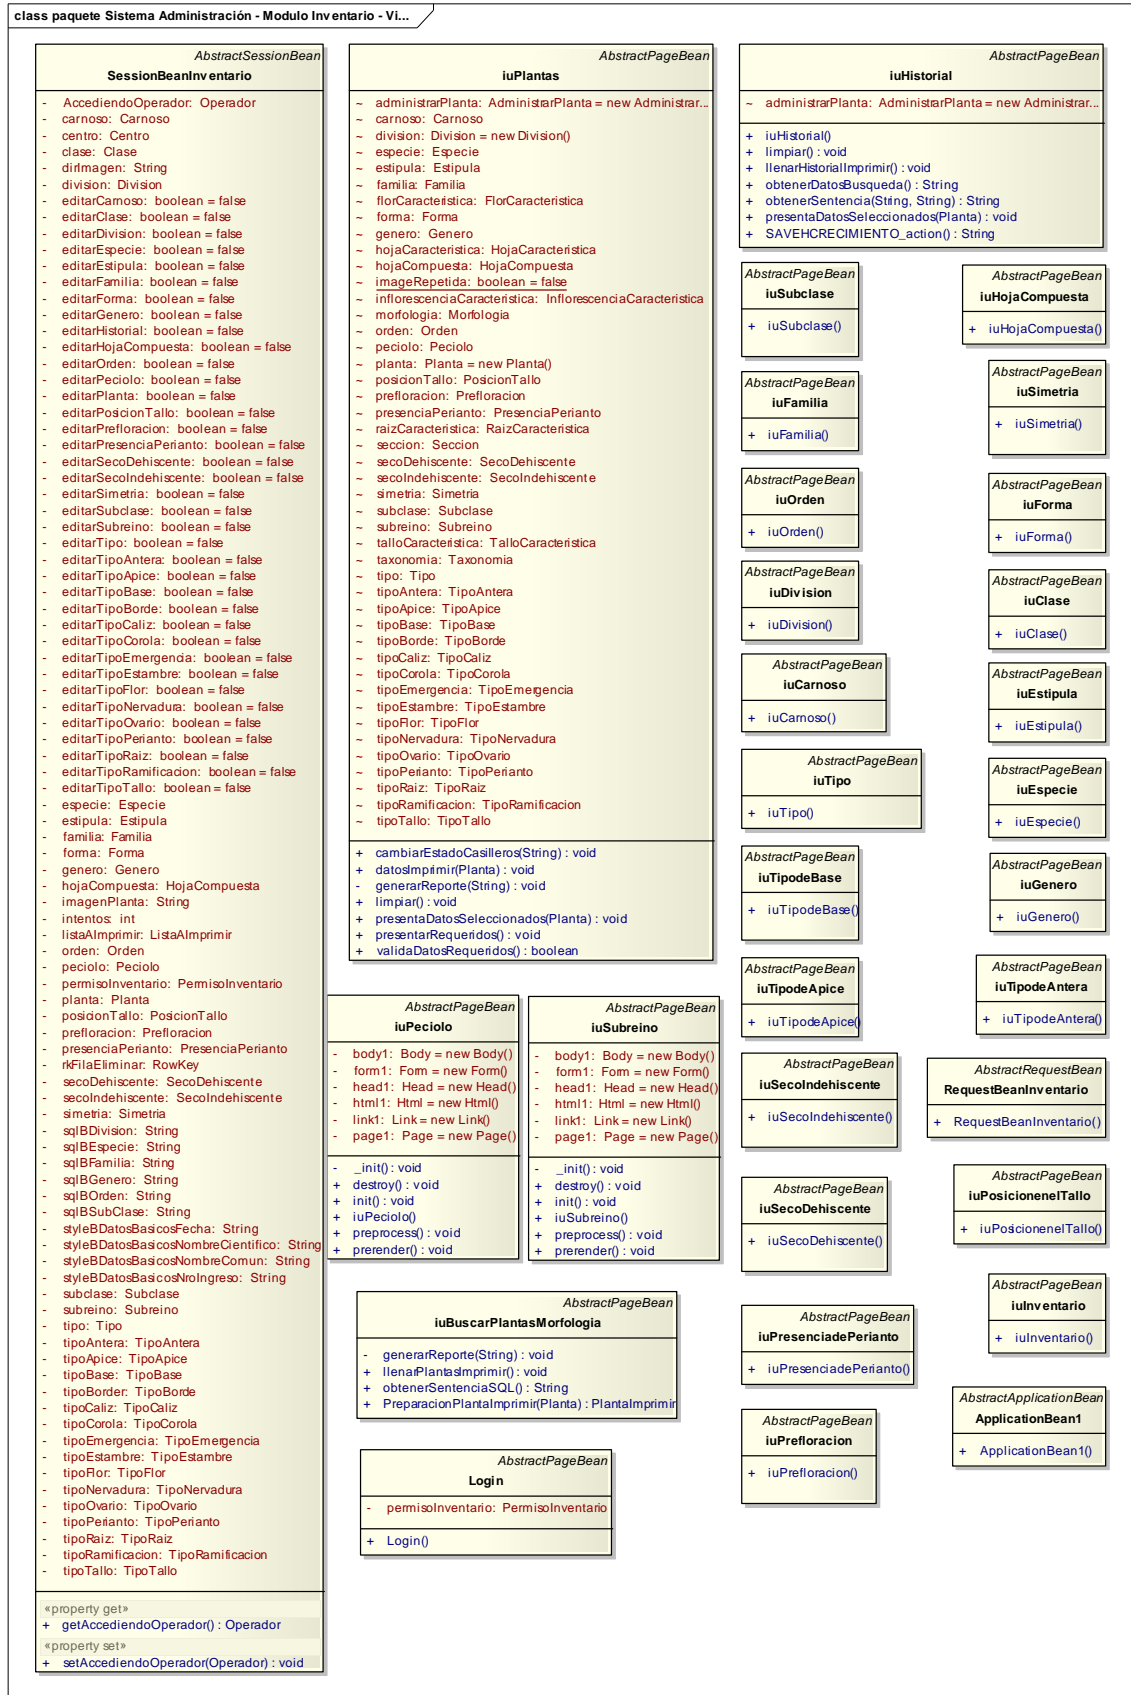 class paquete Sistema Administración - Modulo Inventario - Vi...
AbstractSessionBean
SessionBeanInventario
- AccediendoOperador: Operador
- carnoso: Carnoso
- centro: Centro
- clase: Clase
- dirImagen: String
- division: Division
- editarCarnoso: boolean = false
- editarClase: boolean = false
- editarDivision: boolean = false
- editarEspecie: boolean = false
- editarEstipula: boolean = false
- editarFamilia: boolean = false
- editarForma: boolean = false
- editarGenero: boolean = false
- editarHistorial: boolean = false
- editarHojaCompuesta: boolean = false
- editarOrden: boolean = false
- editarPeciolo: boolean = false
- editarPlanta: boolean = false
- editarPosicionTallo: boolean = false
- editarPrefloracion: boolean = false
- editarPresenciaPerianto: boolean = false
- editarSecoDehiscente: boolean = false
- editarSecoIndehiscente: boolean = false
- editarSimetria: boolean = false
- editarSubclase: boolean = false
- editarSubreino: boolean = false
- editarTipo: boolean = false
- editarTipoAntera: boolean = false
- editarTipoApice: boolean = false
- editarTipoBase: boolean = false
- editarTipoBorde: boolean = false
- editarTipoCaliz: boolean = false
- editarTipoCorola: boolean = false
- editarTipoEmergencia: boolean = false
- editarTipoEstambre: boolean = false
- editarTipoFlor: boolean = false
- editarTipoNervadura: boolean = false
- editarTipoOvario: boolean = false
- editarTipoPerianto: boolean = false
- editarTipoRaiz: boolean = false
- editarTipoRamificacion: boolean = false
- editarTipoTallo: boolean = false
- especie: Especie
- estipula: Estipula
- familia: Familia
- forma: Forma
- genero: Genero
- hojaCompuesta: HojaCompuesta
- imagenPlanta: String
- intentos: int
- listaAImprimir: ListaAImprimir
- orden: Orden
- peciolo: Peciolo
- permisoInventario: PermisoInventario
- planta: Planta
- posicionTallo: PosicionTallo
- prefloracion: Prefloracion
- presenciaPerianto: PresenciaPerianto
- rkFilaEliminar: RowKey
- secoDehiscente: SecoDehiscente
- secoIndehiscente: SecoIndehiscente
- simetria: Simetria
- sqlBDivision: String
- sqlBEspecie: String
- sqlBFamilia: String
- sqlBGenero: String
- sqlBOrden: String
- sqlBSubClase: String
- styleBDatosBasicosFecha: String
- styleBDatosBasicosNombreCientifico: String
- styleBDatosBasicosNombreComun: String
- styleBDatosBasicosNroIngreso: String
- subclase: Subclase
- subreino: Subreino
- tipo: Tipo
- tipoAntera: TipoAntera
- tipoApice: TipoApice
- tipoBase: TipoBase
- tipoBorder: TipoBorde
- tipoCaliz: TipoCaliz
- tipoCorola: TipoCorola
- tipoEmergencia: TipoEmergencia
- tipoEstambre: TipoEstambre
- tipoFlor: TipoFlor
- tipoNervadura: TipoNervadura
- tipoOvario: TipoOvario
- tipoPerianto: TipoPerianto
- tipoRaiz: TipoRaiz
- tipoRamificacion: TipoRamificacion
- tipoTallo: TipoTallo
«property get»
+ getAccediendoOperador() : Operador
«property set»
+ setAccediendoOperador(Operador) : void
AbstractPageBean
iuPlantas
~ administrarPlanta: AdministrarPlanta = new Administrar...
~ carnoso: Carnoso
~ division: Division = new Division()
~ especie: Especie
~ estipula: Estipula
~ familia: Familia
~ florCaracteristica: FlorCaracteristica
~ forma: Forma
~ genero: Genero
~ hojaCaracteristica: HojaCaracteristica
~ hojaCompuesta: HojaCompuesta
~ imageRepetida: boolean = false
~ inflorescenciaCaracteristica: InflorescenciaCaracteristica
~ morfologia: Morfologia
~ orden: Orden
~ peciolo: Peciolo
~ planta: Planta = new Planta()
~ posicionTallo: PosicionTallo
~ prefloracion: Prefloracion
~ presenciaPerianto: PresenciaPerianto
~ raizCaracteristica: RaizCaracteristica
~ seccion: Seccion
~ secoDehiscente: SecoDehiscente
~ secoIndehiscente: SecoIndehiscente
~ simetria: Simetria
~ subclase: Subclase
~ subreino: Subreino
~ talloCaracteristica: TalloCaracteristica
~ taxonomia: Taxonomia
~ tipo: Tipo
~ tipoAntera: TipoAntera
~ tipoApice: TipoApice
~ tipoBase: TipoBase
~ tipoBorde: TipoBorde
~ tipoCaliz: TipoCaliz
~ tipoCorola: TipoCorola
~ tipoEmergencia: TipoEmergencia
~ tipoEstambre: TipoEstambre
~ tipoFlor: TipoFlor
~ tipoNervadura: TipoNervadura
~ tipoOvario: TipoOvario
~ tipoPerianto: TipoPerianto
~ tipoRaiz: TipoRaiz
~ tipoRamificacion: TipoRamificacion
~ tipoTallo: TipoTallo
+ cambiarEstadoCasilleros(String) : void
+ datosImprimir(Planta) : void
- generarReporte(String) : void
+ limpiar() : void
+ presentaDatosSeleccionados(Planta) : void
+ presentarRequeridos() : void
+ validaDatosRequeridos() : boolean
AbstractPageBean
iuHistorial
~ administrarPlanta: AdministrarPlanta = new Administrar...
+ iuHistorial()
+ limpiar() : void
+ llenarHistorialImprimir() : void
+ obtenerDatosBusqueda() : String
+ obtenerSentencia(String, String) : String
+ presentaDatosSeleccionados(Planta) : void
+ SAVEHCRECIMIENTO_action() : String
AbstractPageBean
iuSubclase
+ iuSubclase()
AbstractPageBean
iuHojaCompuesta
+ iuHojaCompuesta()
AbstractPageBean
iuFamilia
+ iuFamilia()
AbstractPageBean
iuSimetria
+ iuSimetria()
AbstractPageBean
iuOrden
+ iuOrden()
AbstractPageBean
iuForma
+ iuForma()
AbstractPageBean
iuDivision
+ iuDivision()
AbstractPageBean
iuClase
+ iuClase()
AbstractPageBean
iuCarnoso
+ iuCarnoso()
AbstractPageBean
iuEstipula
+ iuEstipula()
AbstractPageBean
iuTipo
+ iuTipo()
AbstractPageBean
iuEspecie
+ iuEspecie()
AbstractPageBean
iuTipodeBase
+ iuTipodeBase()
AbstractPageBean
iuGenero
+ iuGenero()
AbstractPageBean
iuTipodeApice
+ iuTipodeApice()
AbstractPageBean
iuTipodeAntera
+ iuTipodeAntera()
AbstractPageBean
iuPeciolo
- body1: Body = new Body()
- form1: Form = new Form()
- head1: Head = new Head()
- html1: Html = new Html()
- link1: Link = new Link()
- page1: Page = new Page()
- _init() : void
+ destroy() : void
+ init() : void
+ iuPeciolo()
+ preprocess() : void
+ prerender() : void
AbstractPageBean
iuSubreino
- body1: Body = new Body()
- form1: Form = new Form()
- head1: Head = new Head()
- html1: Html = new Html()
- link1: Link = new Link()
- page1: Page = new Page()
- _init() : void
+ destroy() : void
+ init() : void
+ iuSubreino()
+ preprocess() : void
+ prerender() : void
AbstractPageBean
iuSecoIndehiscente
+ iuSecoIndehiscente()
AbstractRequestBean
RequestBeanInventario
+ RequestBeanInventario()
AbstractPageBean
iuSecoDehiscente
+ iuSecoDehiscente()
AbstractPageBean
iuPosicionenelTallo
+ iuPosicionenelTallo()
AbstractPageBean
iuBuscarPlantasMorfologia
- generarReporte(String) : void
+ llenarPlantasImprimir() : void
+ obtenerSentenciaSQL() : String
+ PreparacionPlantaImprimir(Planta) : PlantaImprimir
AbstractPageBean
iuPresenciadePerianto
+ iuPresenciadePerianto()
AbstractPageBean
iuInventario
+ iuInventario()
AbstractPageBean
Login
- permisoInventario: PermisoInventario
+ Login()
AbstractPageBean
iuPrefloracion
+ iuPrefloracion()
AbstractApplicationBean
ApplicationBean1
+ ApplicationBean1()